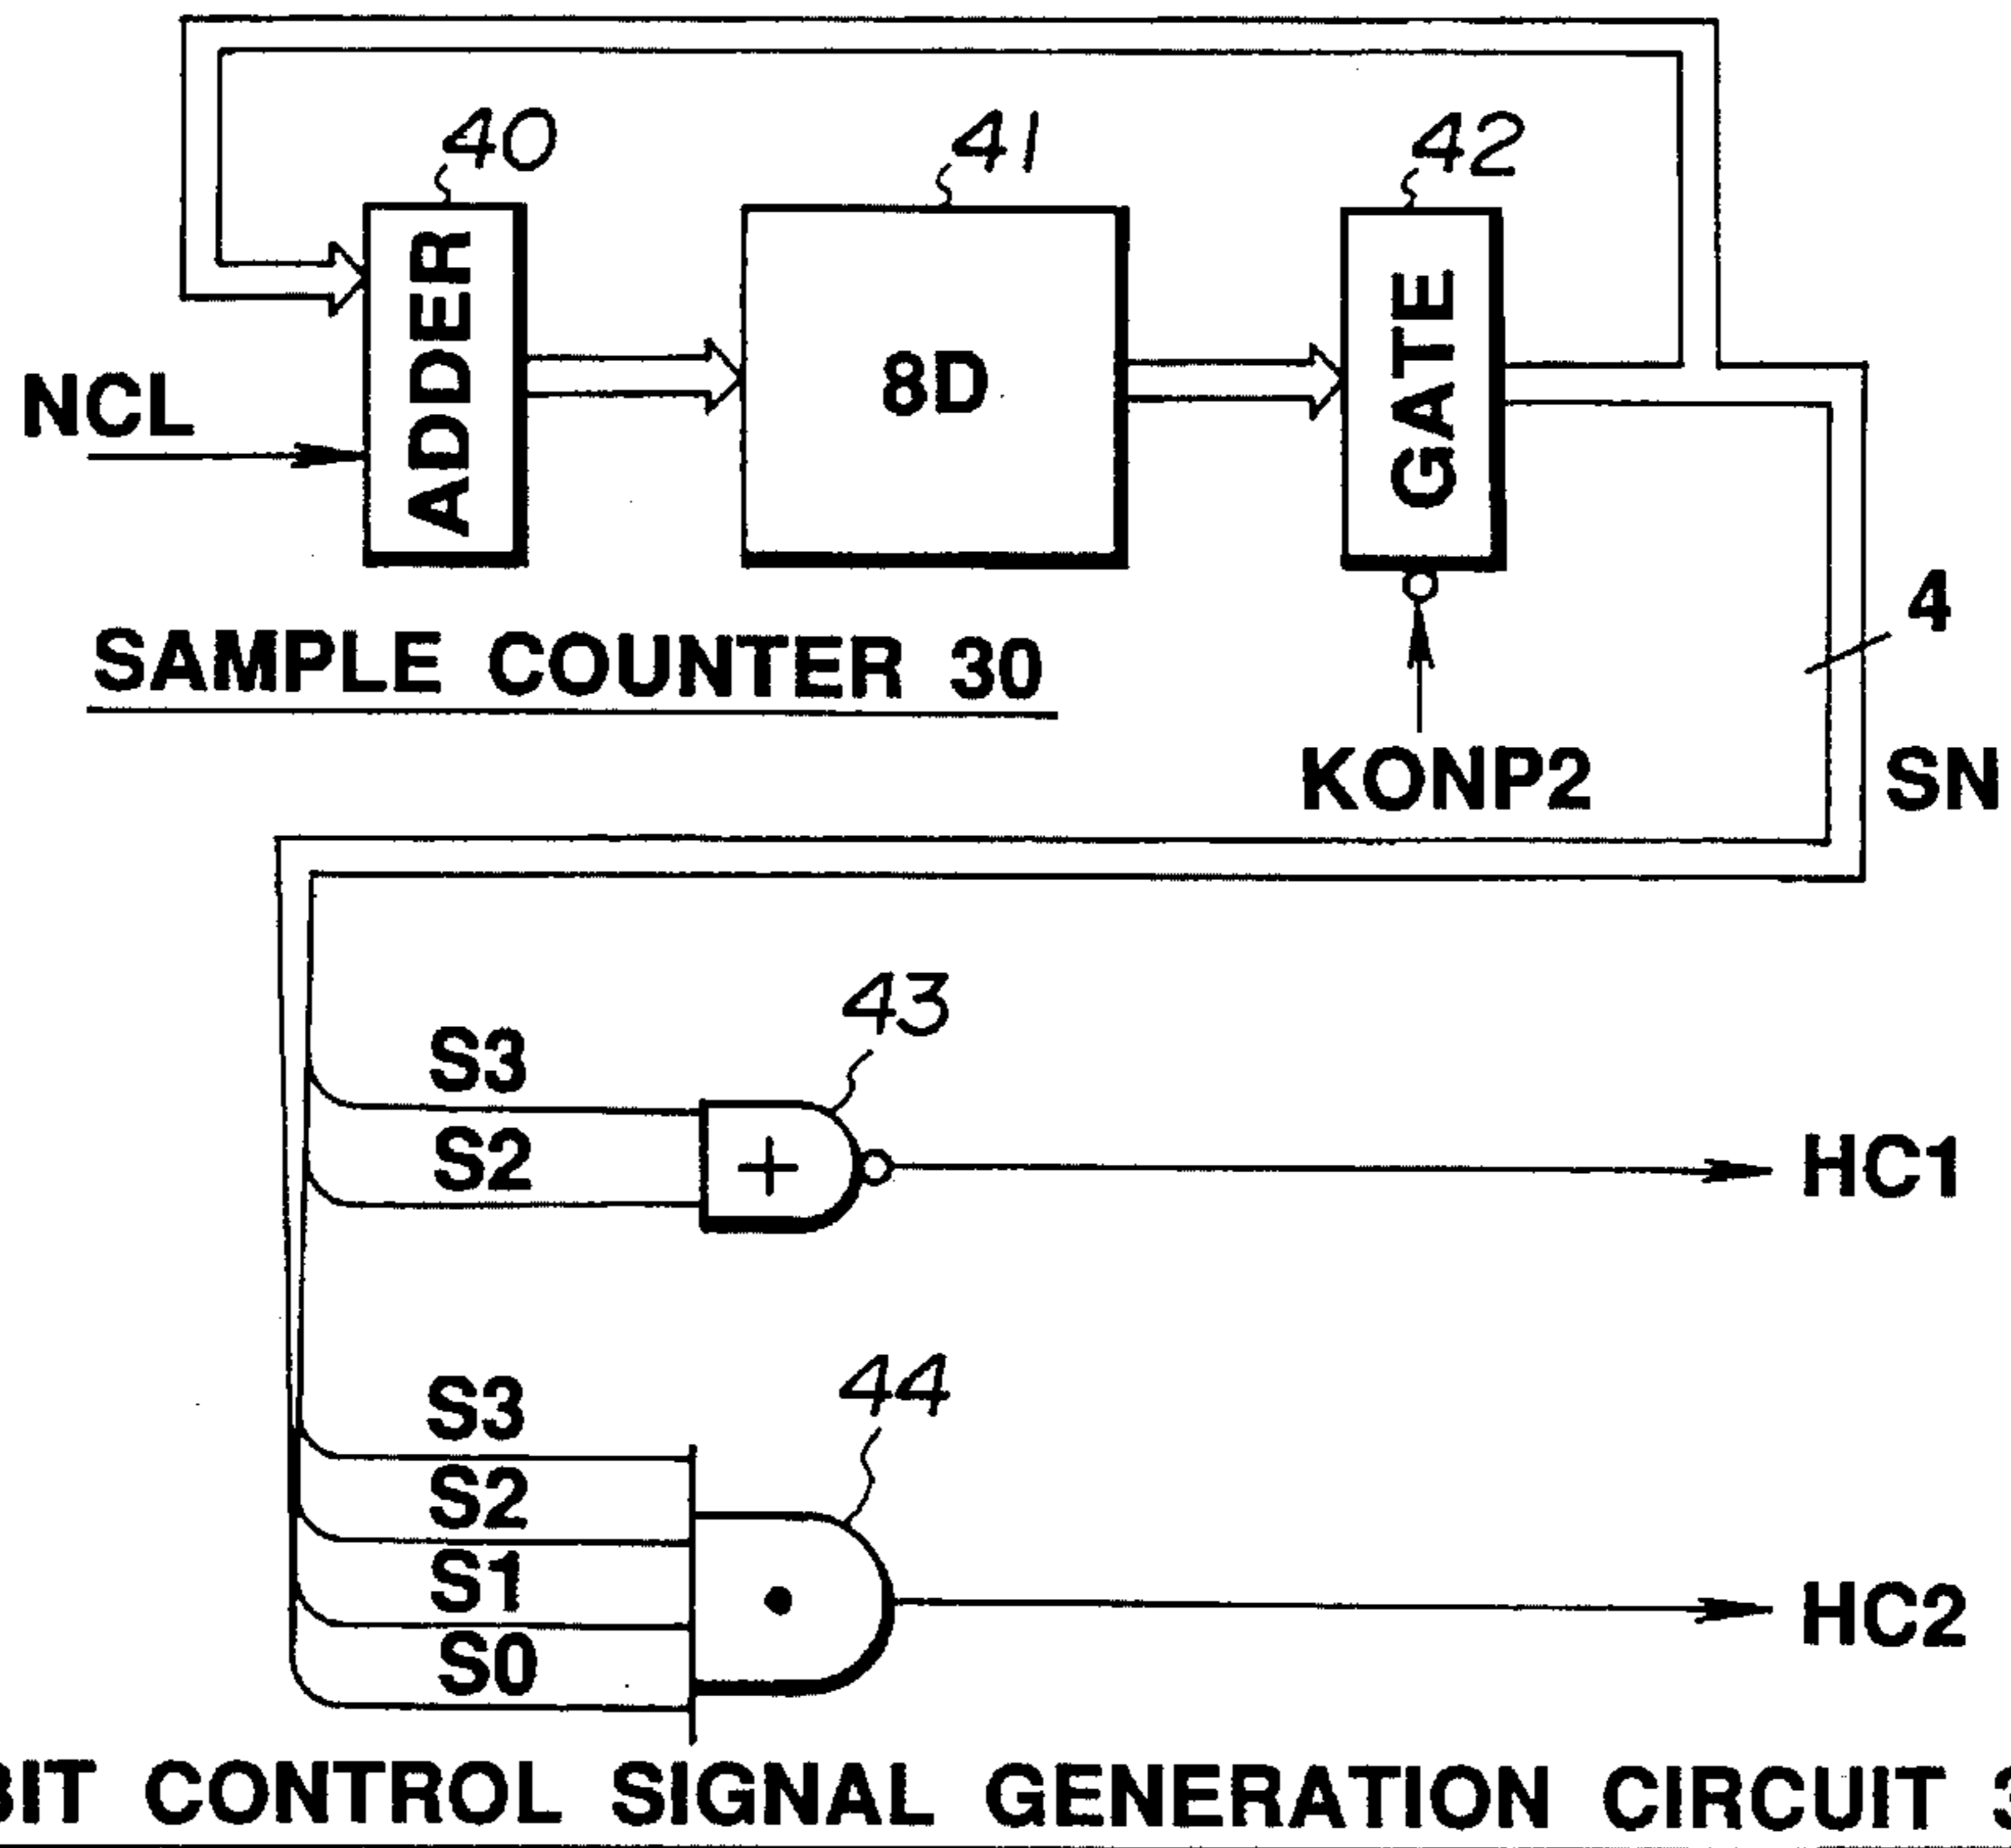 40
41
42
ADDER
8D
GATE
NCL
4
SAMPLE COUNTER 30
KONP2
SN
43
S3
S2
HC1
44
S3
S2
S1
S0
HC2
BIT CONTROL SIGNAL GENERATION CIRCUIT 3